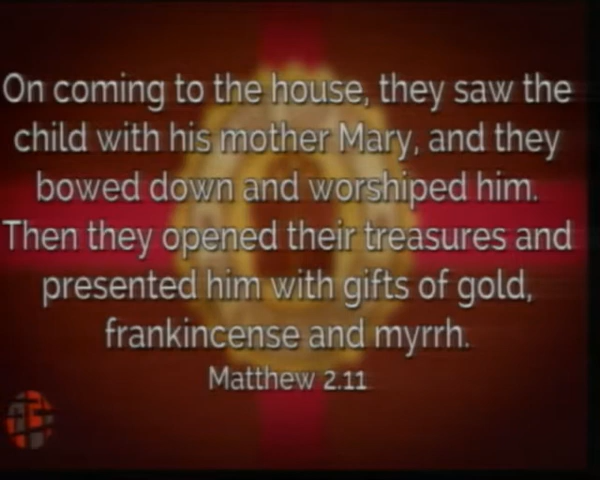 On coming to the house, they saw the
child with his mother Mary, and they
bowed down and worshiped him.
Then they opened their treasures and
presented him with gifts of gold,
frankincense and myrrh.
Matthew 2.11